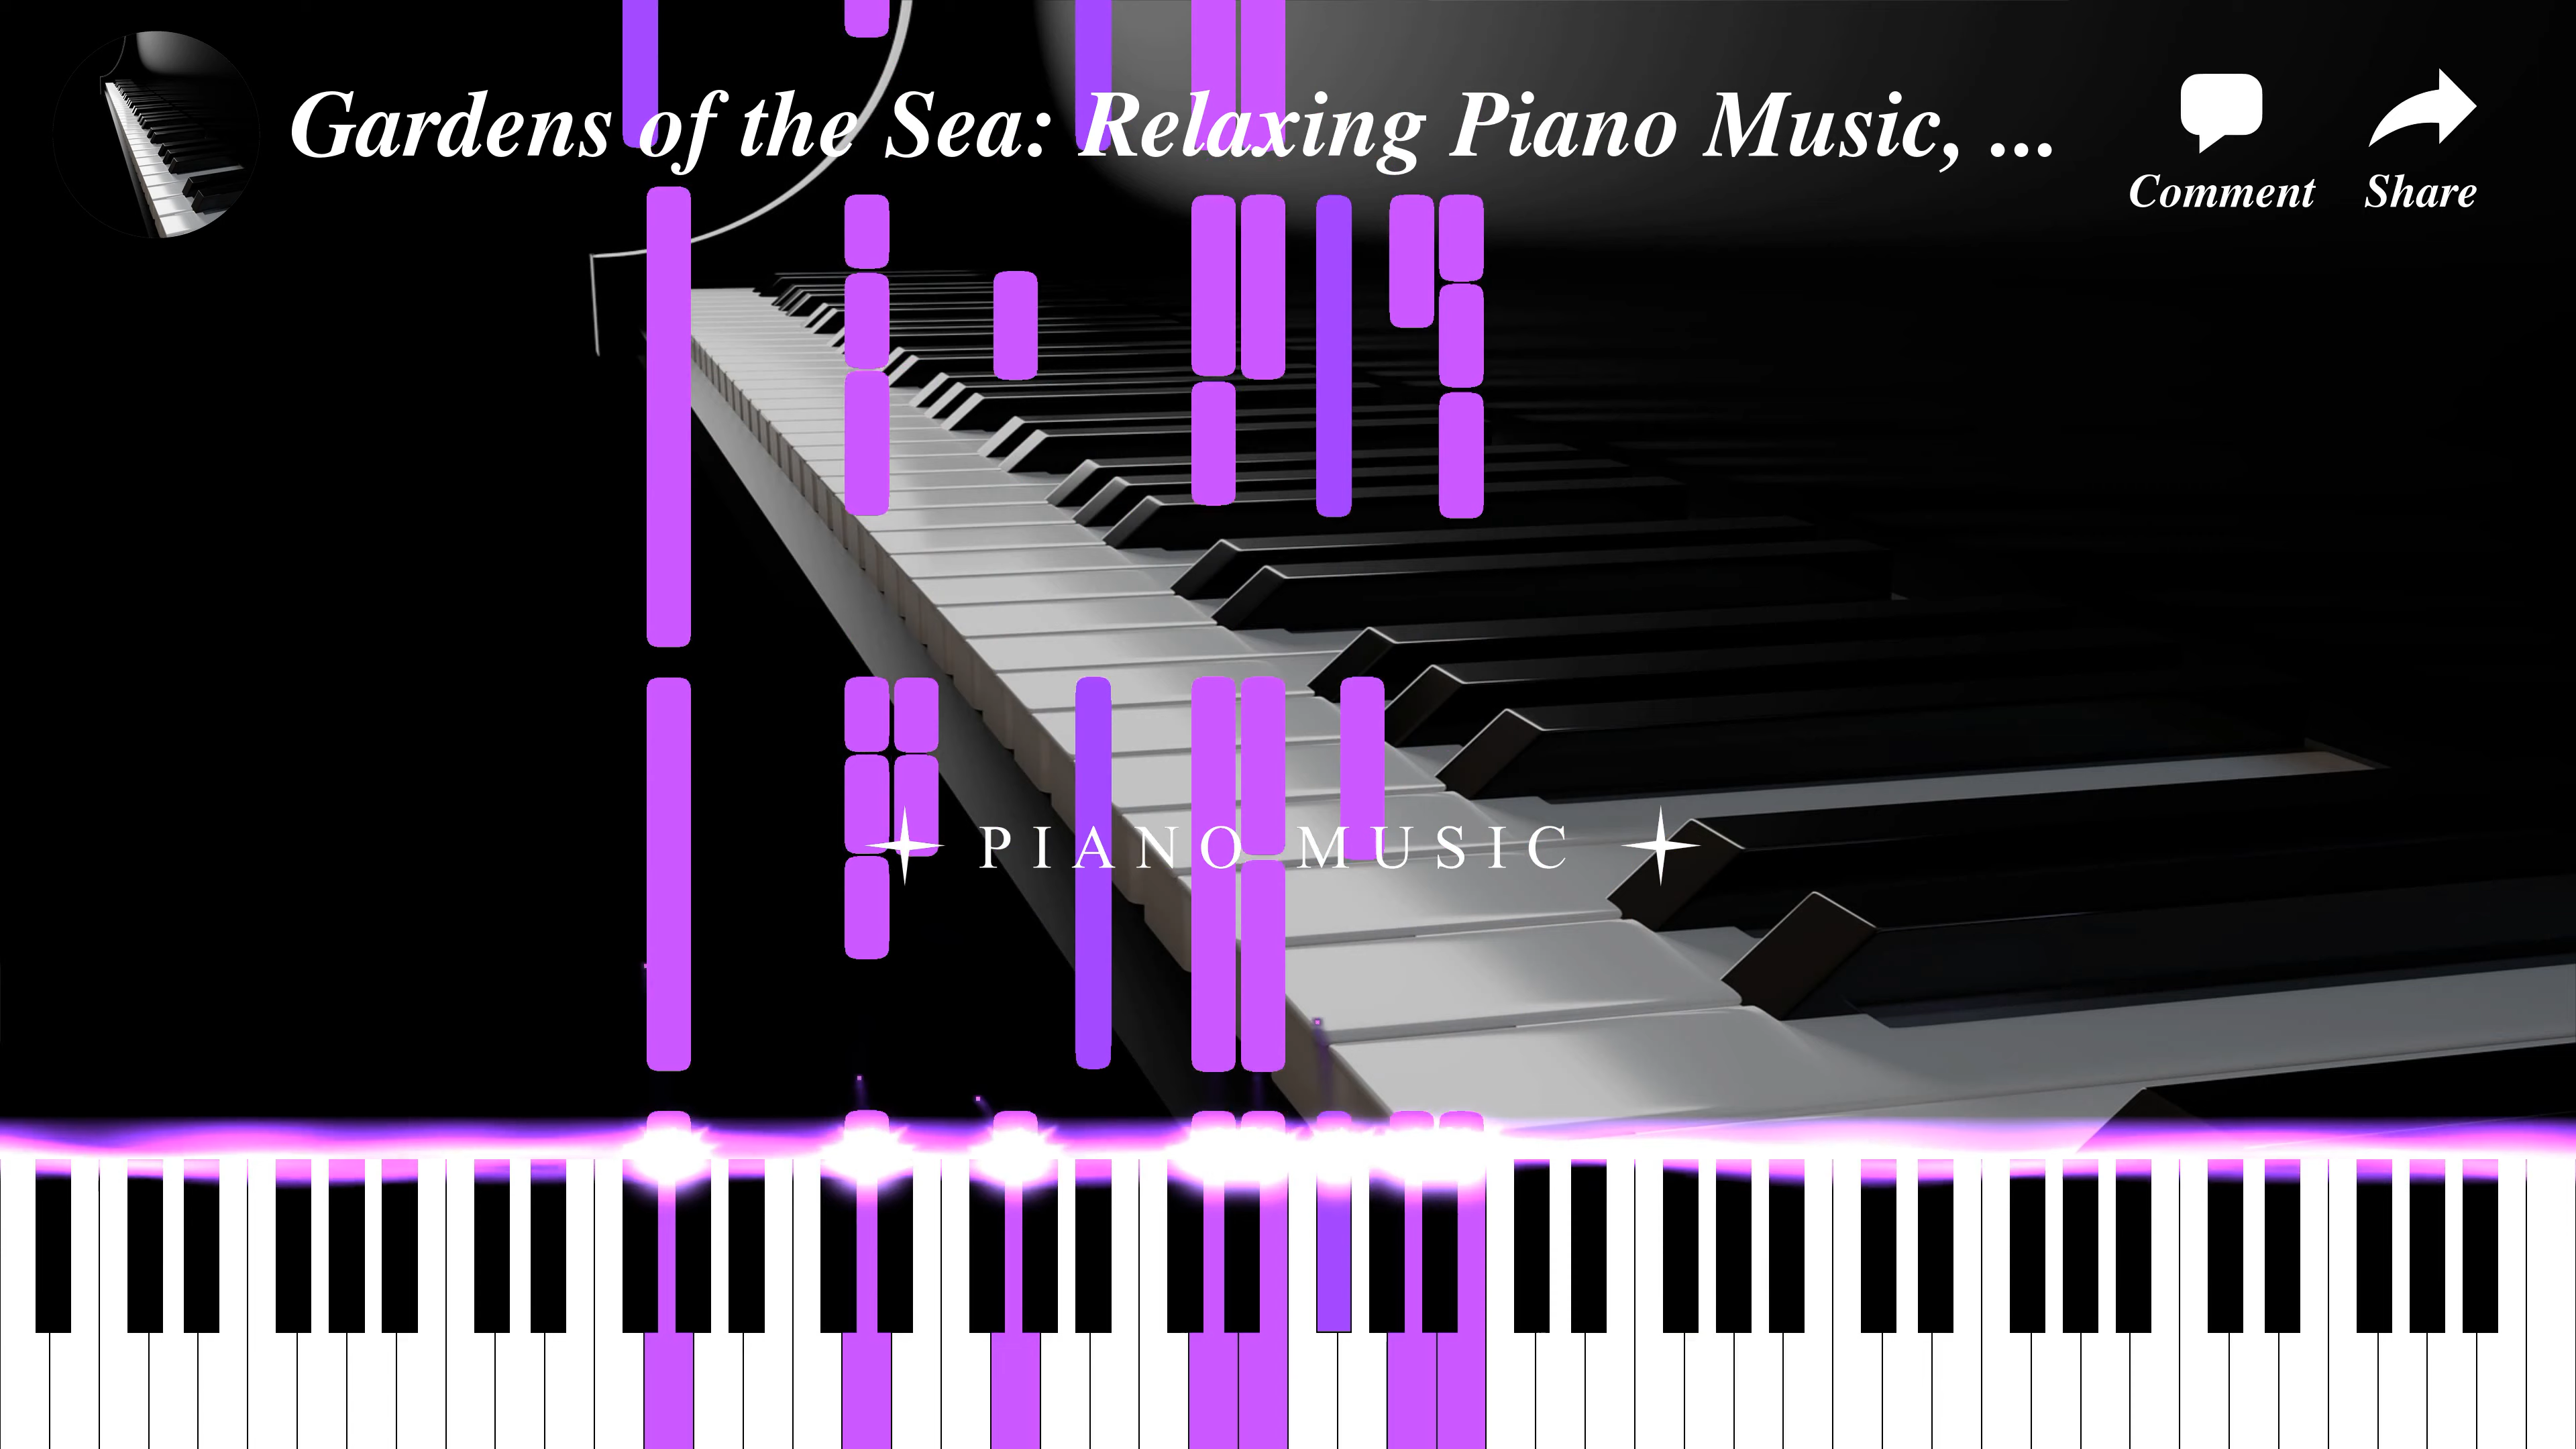 Gardens of the Sea: Relaxing Piano Music, ...
Comment
Share
PIANO MUSIC